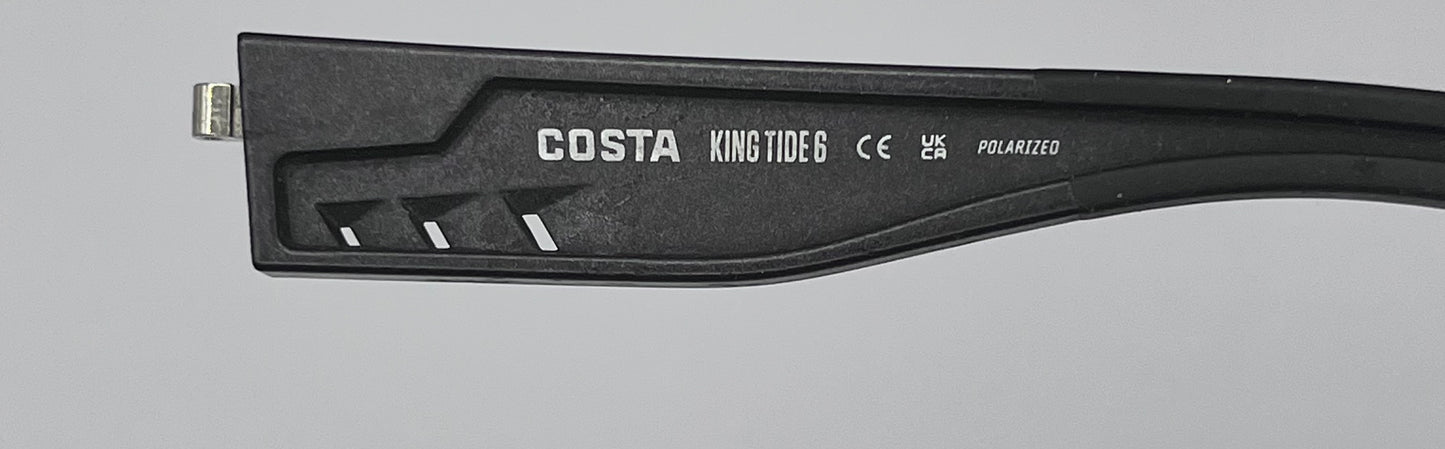 COSTA KING TIDE 6 CE UK CA POLARIZED